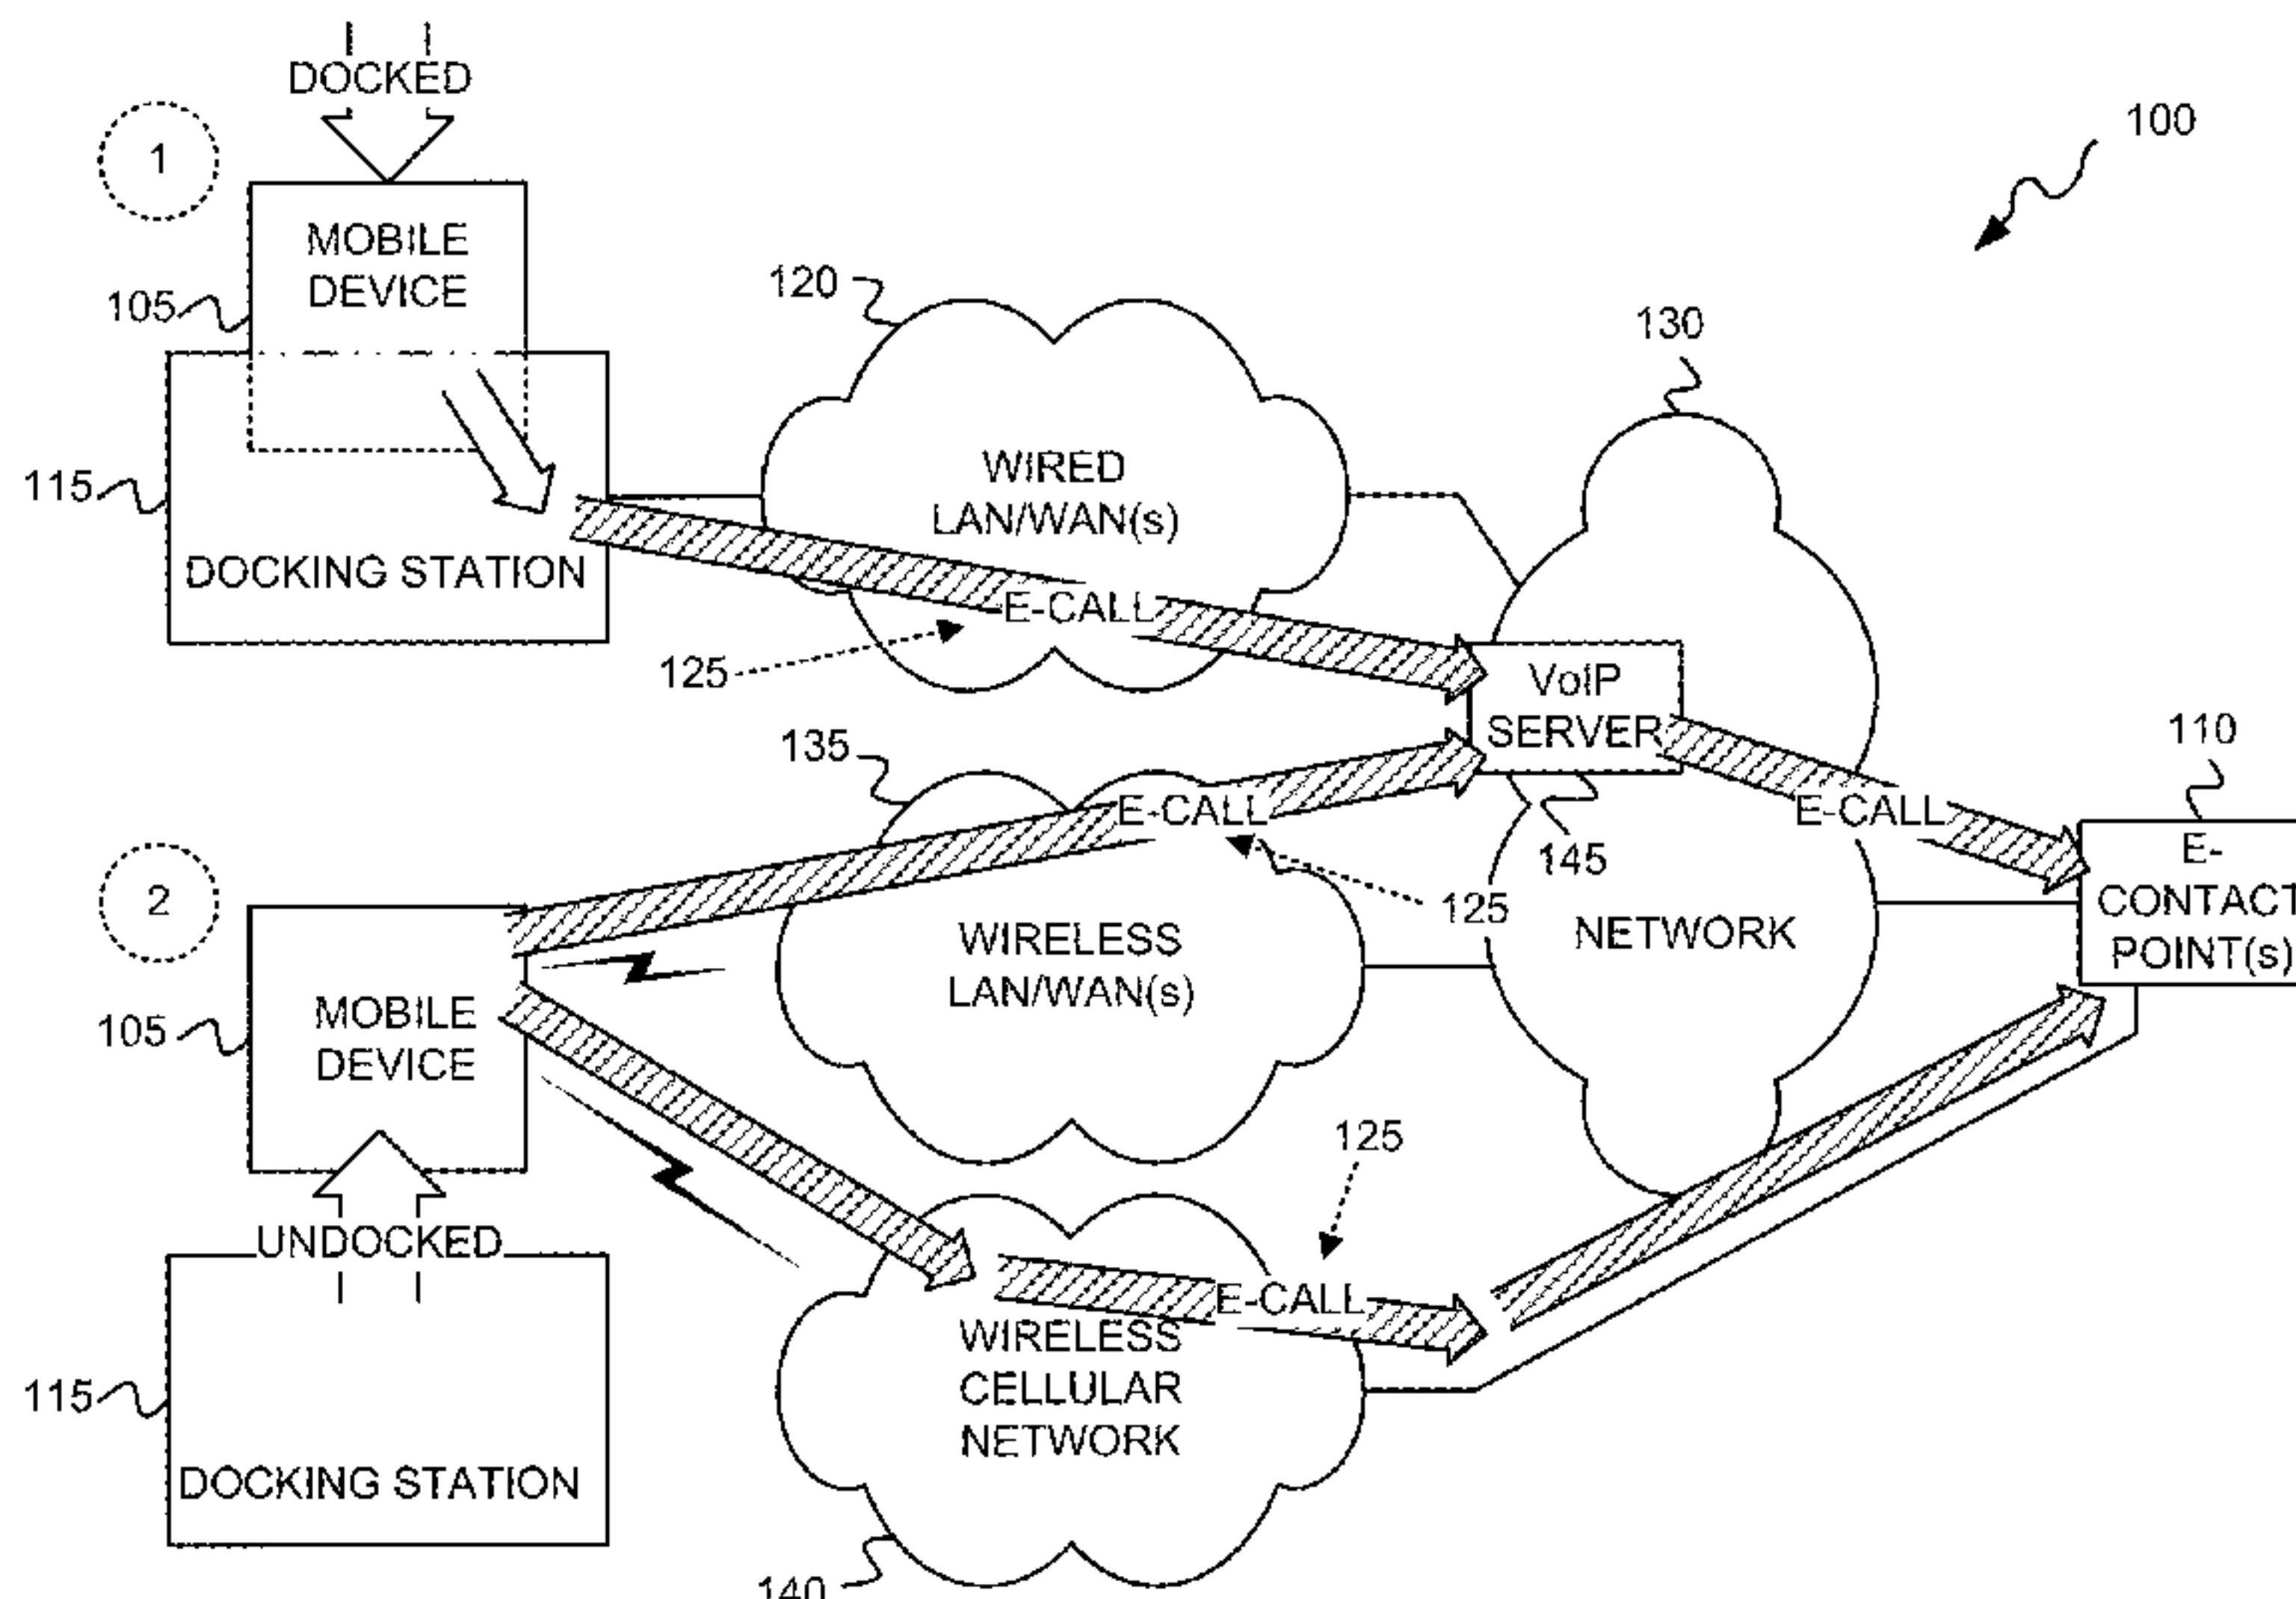 DOCKED
100
1
MOBILE
DEVICE
105
120
130
WIRED
LAN/WAN(s)
115
DOCKING STATION
E-CALL
125
VoIP
SERVER
110
135
E-CALL
E-CALL
145
E-
CONTACT
POINT(s)
2
125
WIRELESS
LAN/WAN(s)
NETWORK
MOBILE
DEVICE
105
125
UNDOCKED
E-CALL
WIRELESS
CELLULAR
NETWORK
115
DOCKING STATION
140